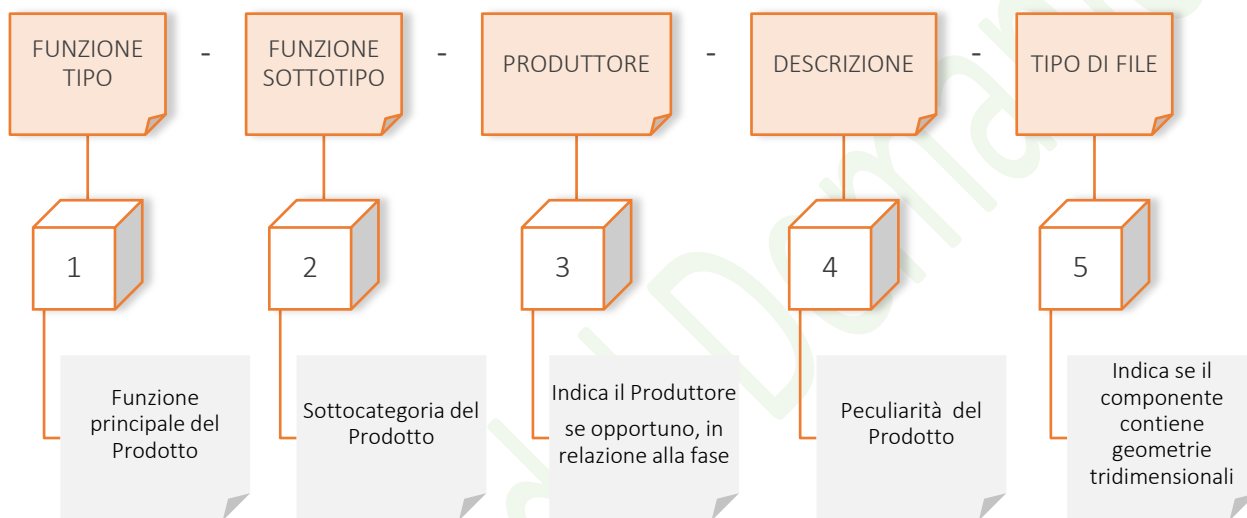 FUNZIONE
TIPO
-
FUNZIONE
SOTTOTIPO
-
PRODUTTORE
-
DESCRIZIONE
-
TIPO DI FILE
1
2
3
4
5
Funzione
principale del
Prodotto
Sottocategoria del
Prodotto
Indica il Produttore
se opportuno, in
relazione alla fase
Peculiarità del
Prodotto
Indica se il
componente
contiene
geometrie
tridimensionali